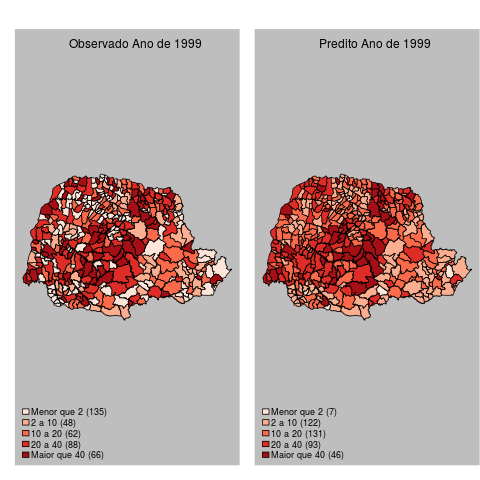 Observado Ano de 1999
Menor que 2 (135)
2 a 10 (48)
10 a 20 (62)
20 a 40 (88)
Maior que 40 (66)
Predito Ano de 1999
Menor que 2 (7)
2 a 10 (122)
10 a 20 (131)
20 a 40 (93)
Maior que 40 (46)